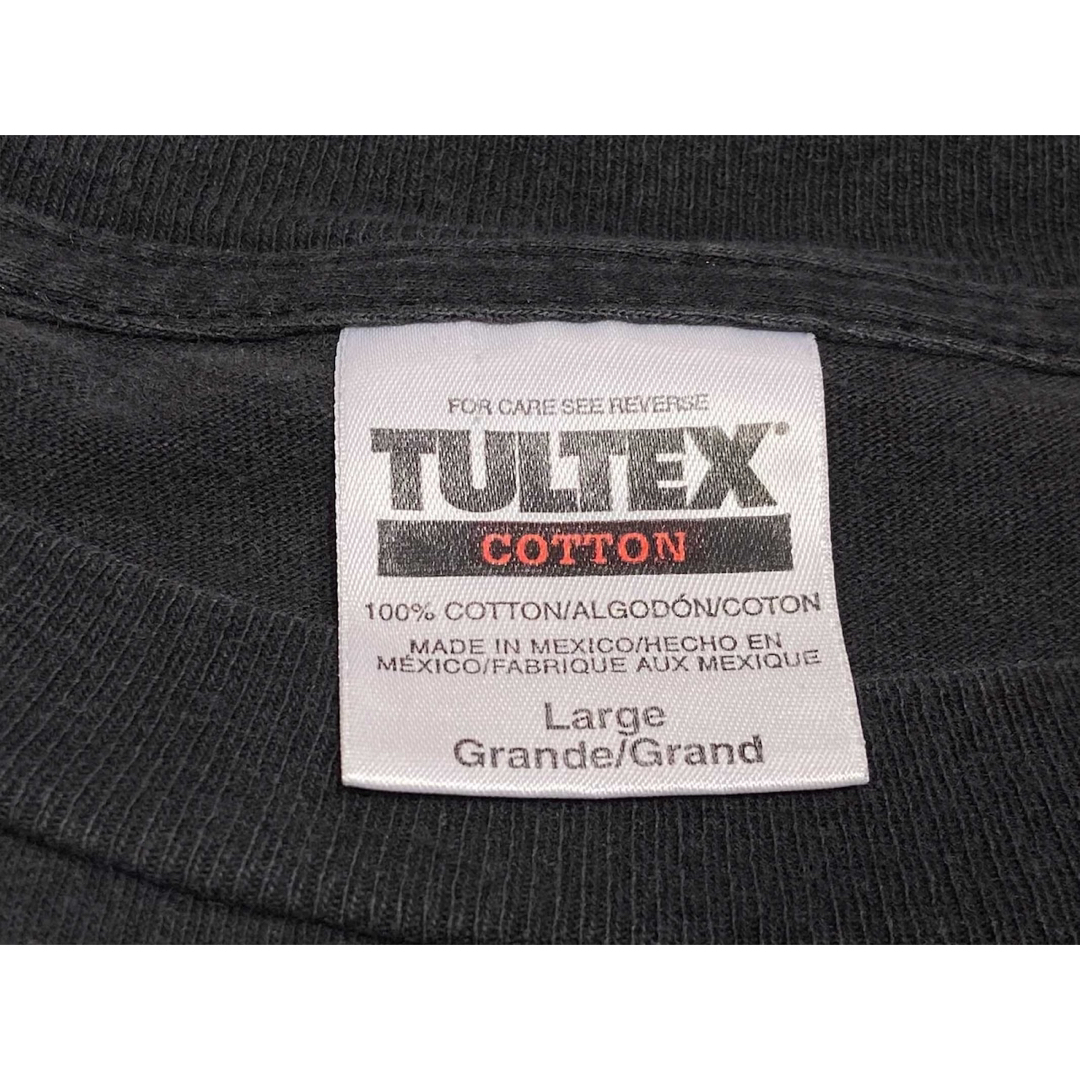 FOR CARE SEE REVERSE
TULTEX®
COTTON
100% COTTON/ALGODÓN/COTON
MADE IN MEXICO/HECHO EN
MÉXICO/FABRIQUE AUX MEXIQUE
Large
Grande/Grand